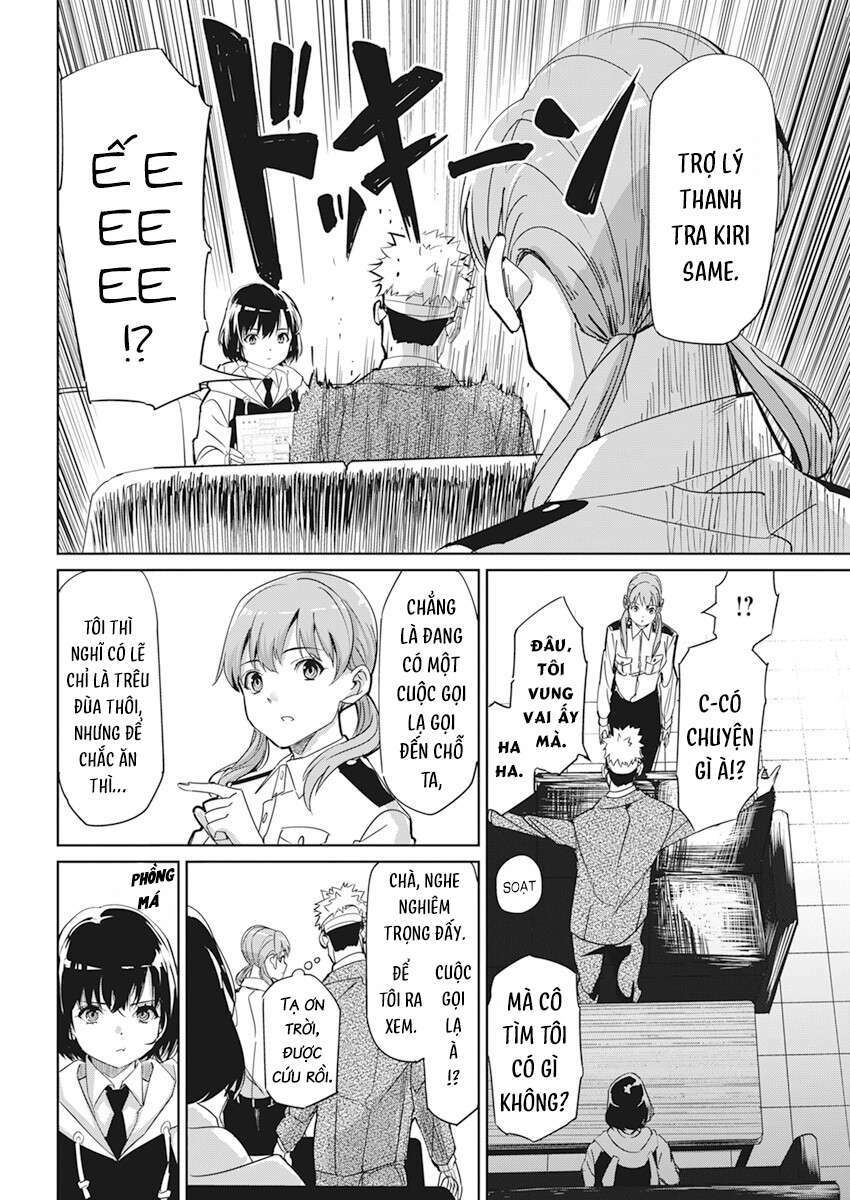 TRỢ LÝ
THANH
TRA KIRI
SAME.
ドッキーン!
Ế E
EE
EE
!?
!?
C-CÓ
CHUYỆN
GÌ À!?
ĐÂU,
TÔI
VUNG
VAI ẤY
MÀ.
HA
HA.
SOẠT
MÀ CÔ
TÌM TÔI
CÓ GÌ
KHÔNG?
CHẲNG
LÀ ĐANG
CÓ MỘT
CUỘC GỌI
LẠ GỌI
ĐẾN CHỖ
TA,
TÔI THÌ
NGHĨ CÓ LẼ
CHỈ LÀ TRÊU
ĐÙA THÔI,
NHƯNG ĐỂ
CHẮC ĂN
THÌ...
CUỘC
GỌI
LẠ
À
!?
CHÀ, NGHE
NGHIÊM
TRỌNG ĐẤY.
ĐỂ
TÔI RA
XEM.
TẠ ƠN
TRỜI,
ĐƯỢC
CỨU RỒI.
PHỒNG
MÁ